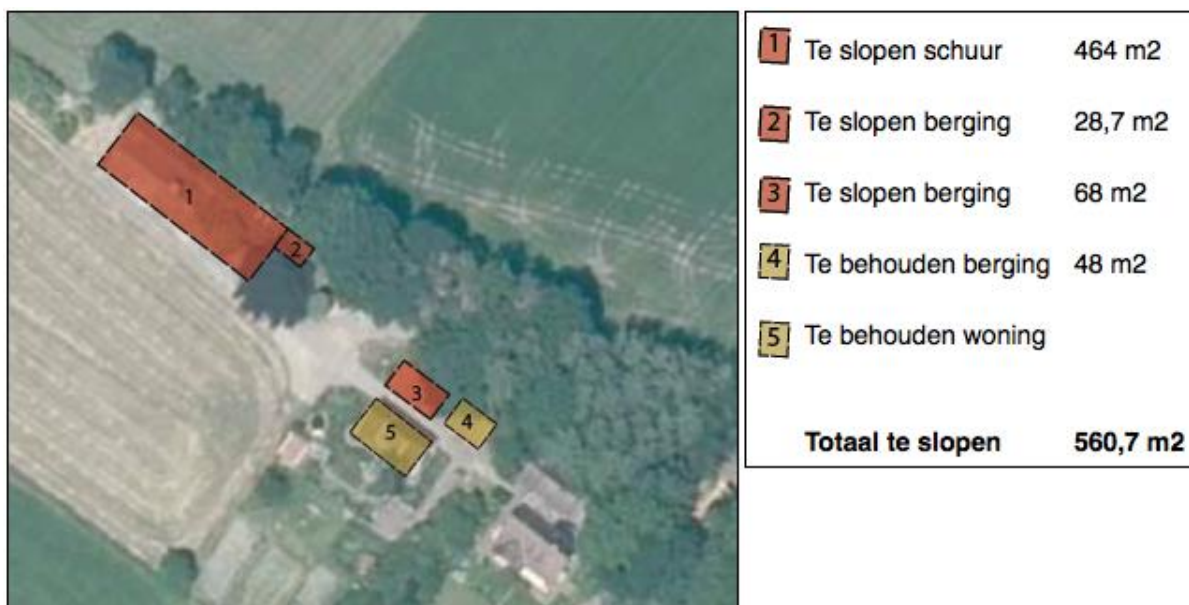 1
2
3
4
5
1 Te slopen schuur 464 m2
2 Te slopen berging 28,7 m2
3 Te slopen berging 68 m2
4 Te behouden berging 48 m2
5 Te behouden woning
Totaal te slopen 560,7 m2